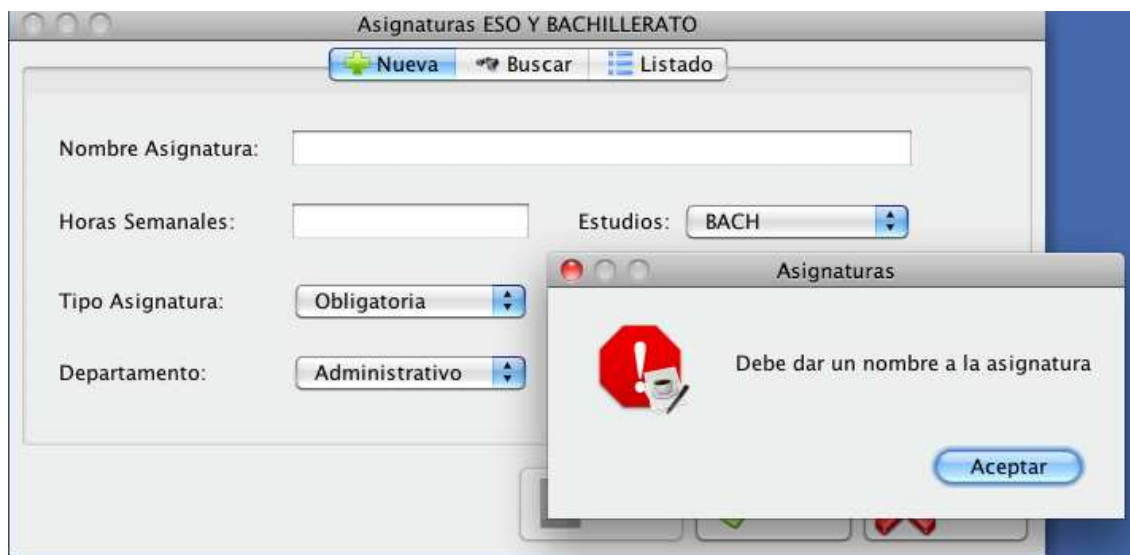 Asignaturas ESO Y BACHILLERATO
Nueva Buscar Listado
Nombre Asignatura:
Horas Semanales: Estudios: BACH
Asignaturas
Tipo Asignatura: Obligatoria
Debe dar un nombre a la asignatura
Departamento: Administrativo
Aceptar